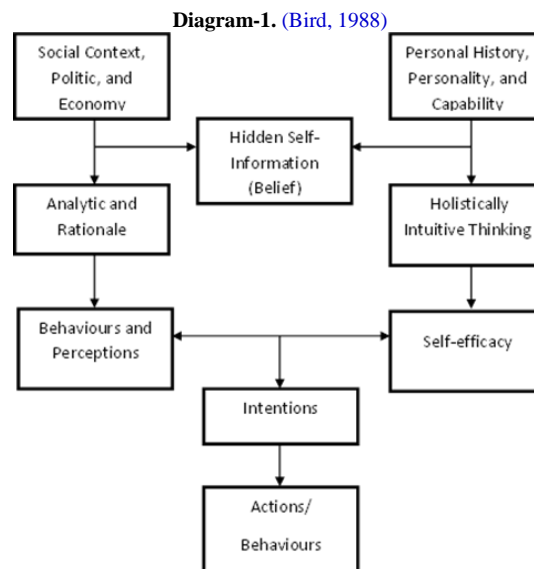 Diagram-1. (Bird, 1988)
Social Context,
Politic, and
Economy
Personal History,
Personality, and
Capability
Hidden Self-
Information
(Belief)
Analytic and
Rationale
Holistically
Intuitive Thinking
Behaviours and
Perceptions
Self-efficacy
Intentions
Actions/
Behaviours